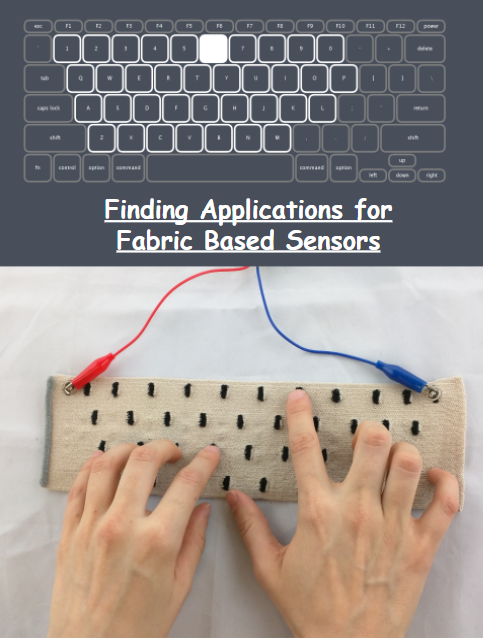 esc F1 F2 F3 F4 F5 F6 F7 F8 F9 F10 F11 F12 power
1 2 3 4 5 7 8 9 0 - + delete
tab Q W E R T Y U I O P [ ] \
caps lock A S D F G H J K L ; ' return
shift Z X C V B N M , . / shift
fn control option command command option up
left down right
Finding Applications for
Fabric Based Sensors